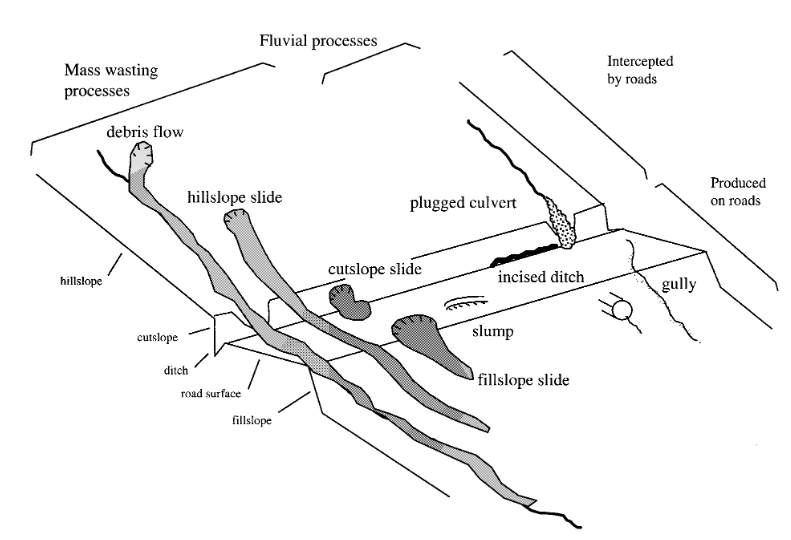 Fluvial processes
Mass wasting
processes
Intercepted
by roads
debris flow
Produced
on roads
hillslope slide
plugged culvert
cutslope slide
incised ditch
hillslope
gully
slump
cutslope
ditch
fillslope slide
road surface
fillslope